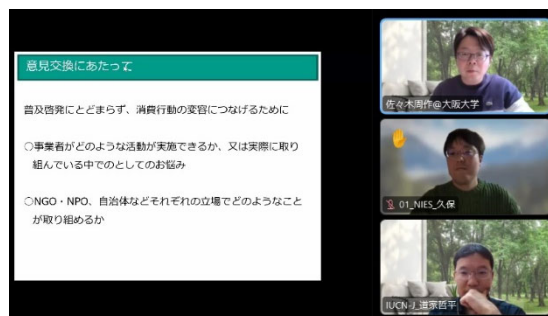 意見交換にあたって
普及啓発にとどまらず、消費行動の変容につなげるために
○事業者がどのような活動が実施できるか、又は実際に取り
組んでいる中でのとしてのお悩み
○NGO・NPO、自治体などそれぞれの立場でどのようなこと
が取り組めるか
佐々木周作@大阪大学
01_NIES_久保
IUCN-J_道家哲平